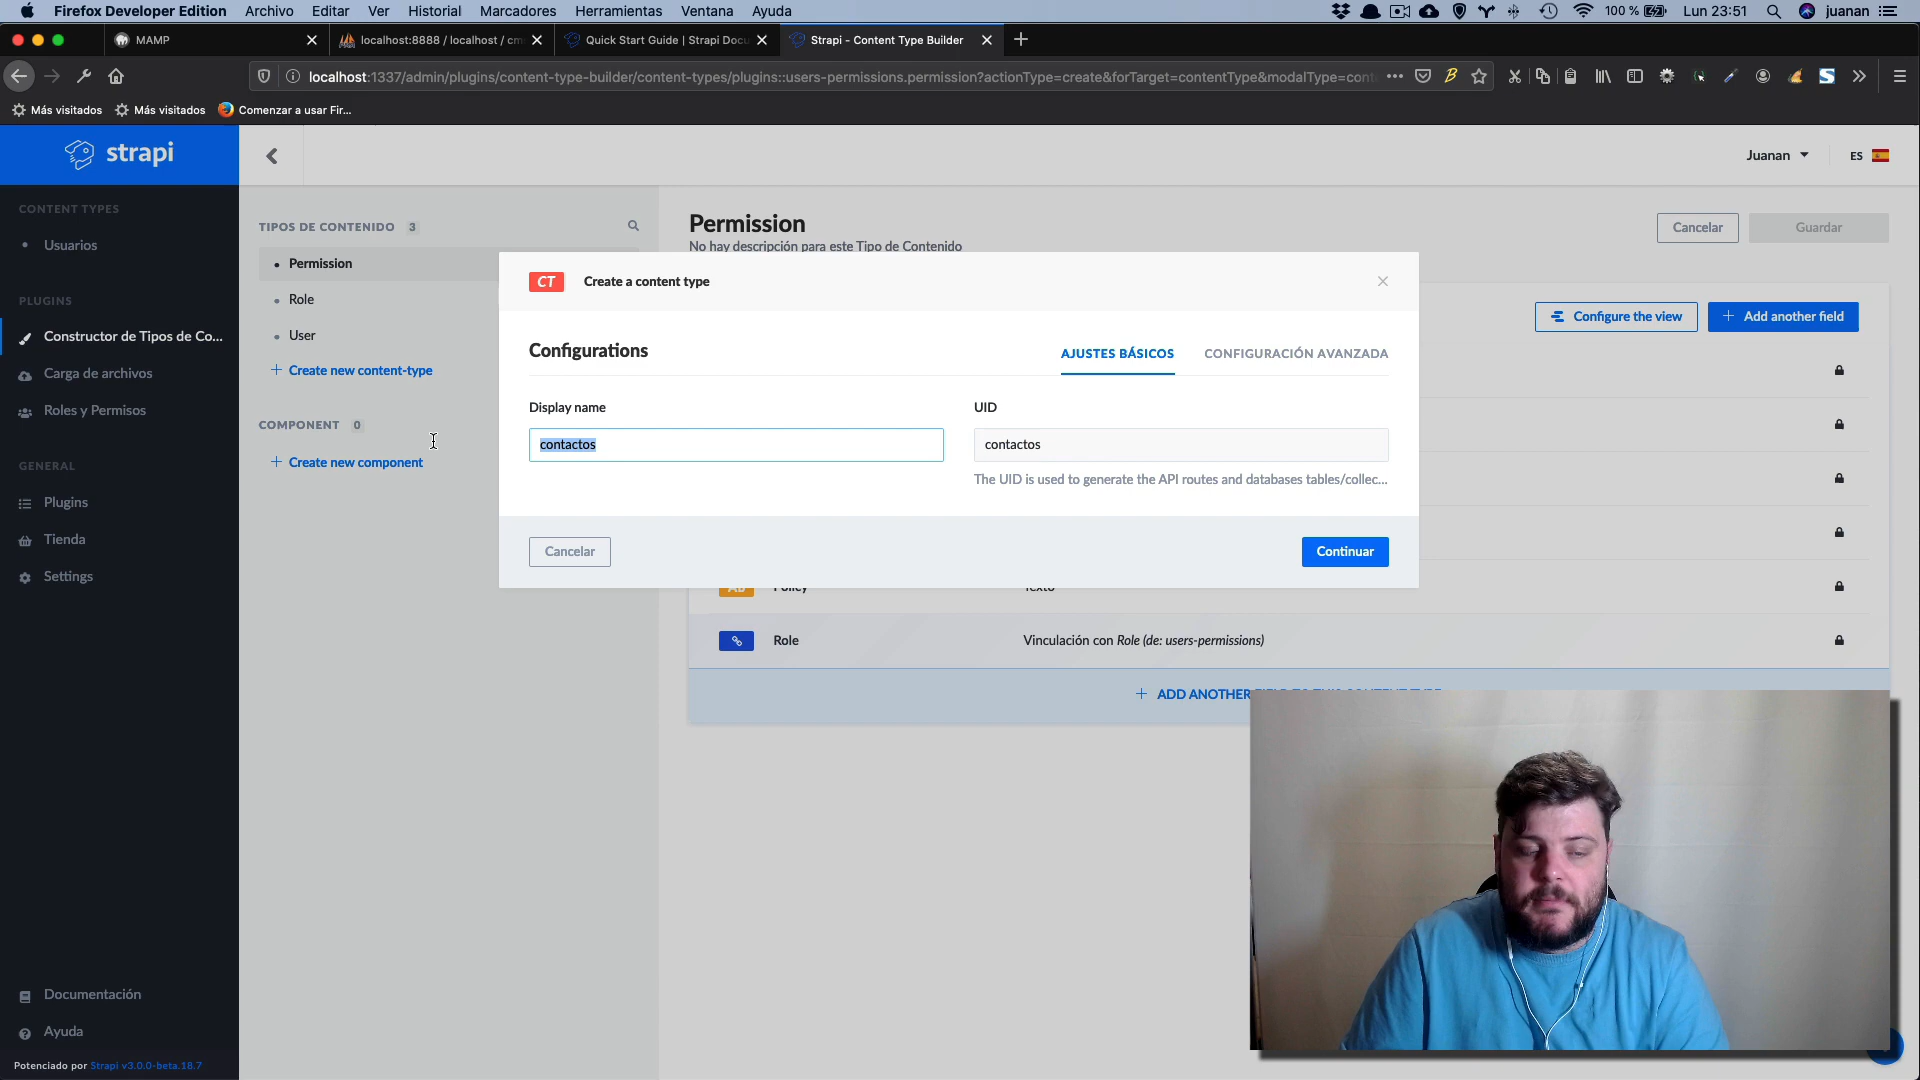 Firefox Developer Edition Archivo Editar Ver Historial Marcadores Herramientas Ventana Ayuda 100 % Lun 23:51 juanan
MAMP localhost:8888 / localhost / cm Quick Start Guide | Strapi Docu Strapi - Content Type Builder
localhost:1337/admin/plugins/content-type-builder/content-types/plugins::users-permissions.permission?actionType=create&forTarget=contentType&modalType=cont
Más visitados Más visitados Comenzar a usar Fir...
strapi
Juanan ES
CONTENT TYPES
Usuarios
PLUGINS
Constructor de Tipos de Co...
Carga de archivos
Roles y Permisos
GENERAL
Plugins
Tienda
Settings
Documentación
Ayuda
Potenciado por Strapi v3.0.0-beta.18.7
TIPOS DE CONTENIDO 3
Permission
Role
User
Create new content-type
COMPONENT 0
Create new component
Permission
No hay descripción para este Tipo de Contenido
Cancelar Guardar
Configure the view Add another field
CT Create a content type
Configurations
AJUSTES BÁSICOS CONFIGURACIÓN AVANZADA
Display name UID
contactos contactos
The UID is used to generate the API routes and databases tables/collec...
Cancelar Continuar
Policy Texto
Role Vinculación con Role (de: users-permissions)
ADD ANOTHER FIELD TO THIS CONTENT TYPE